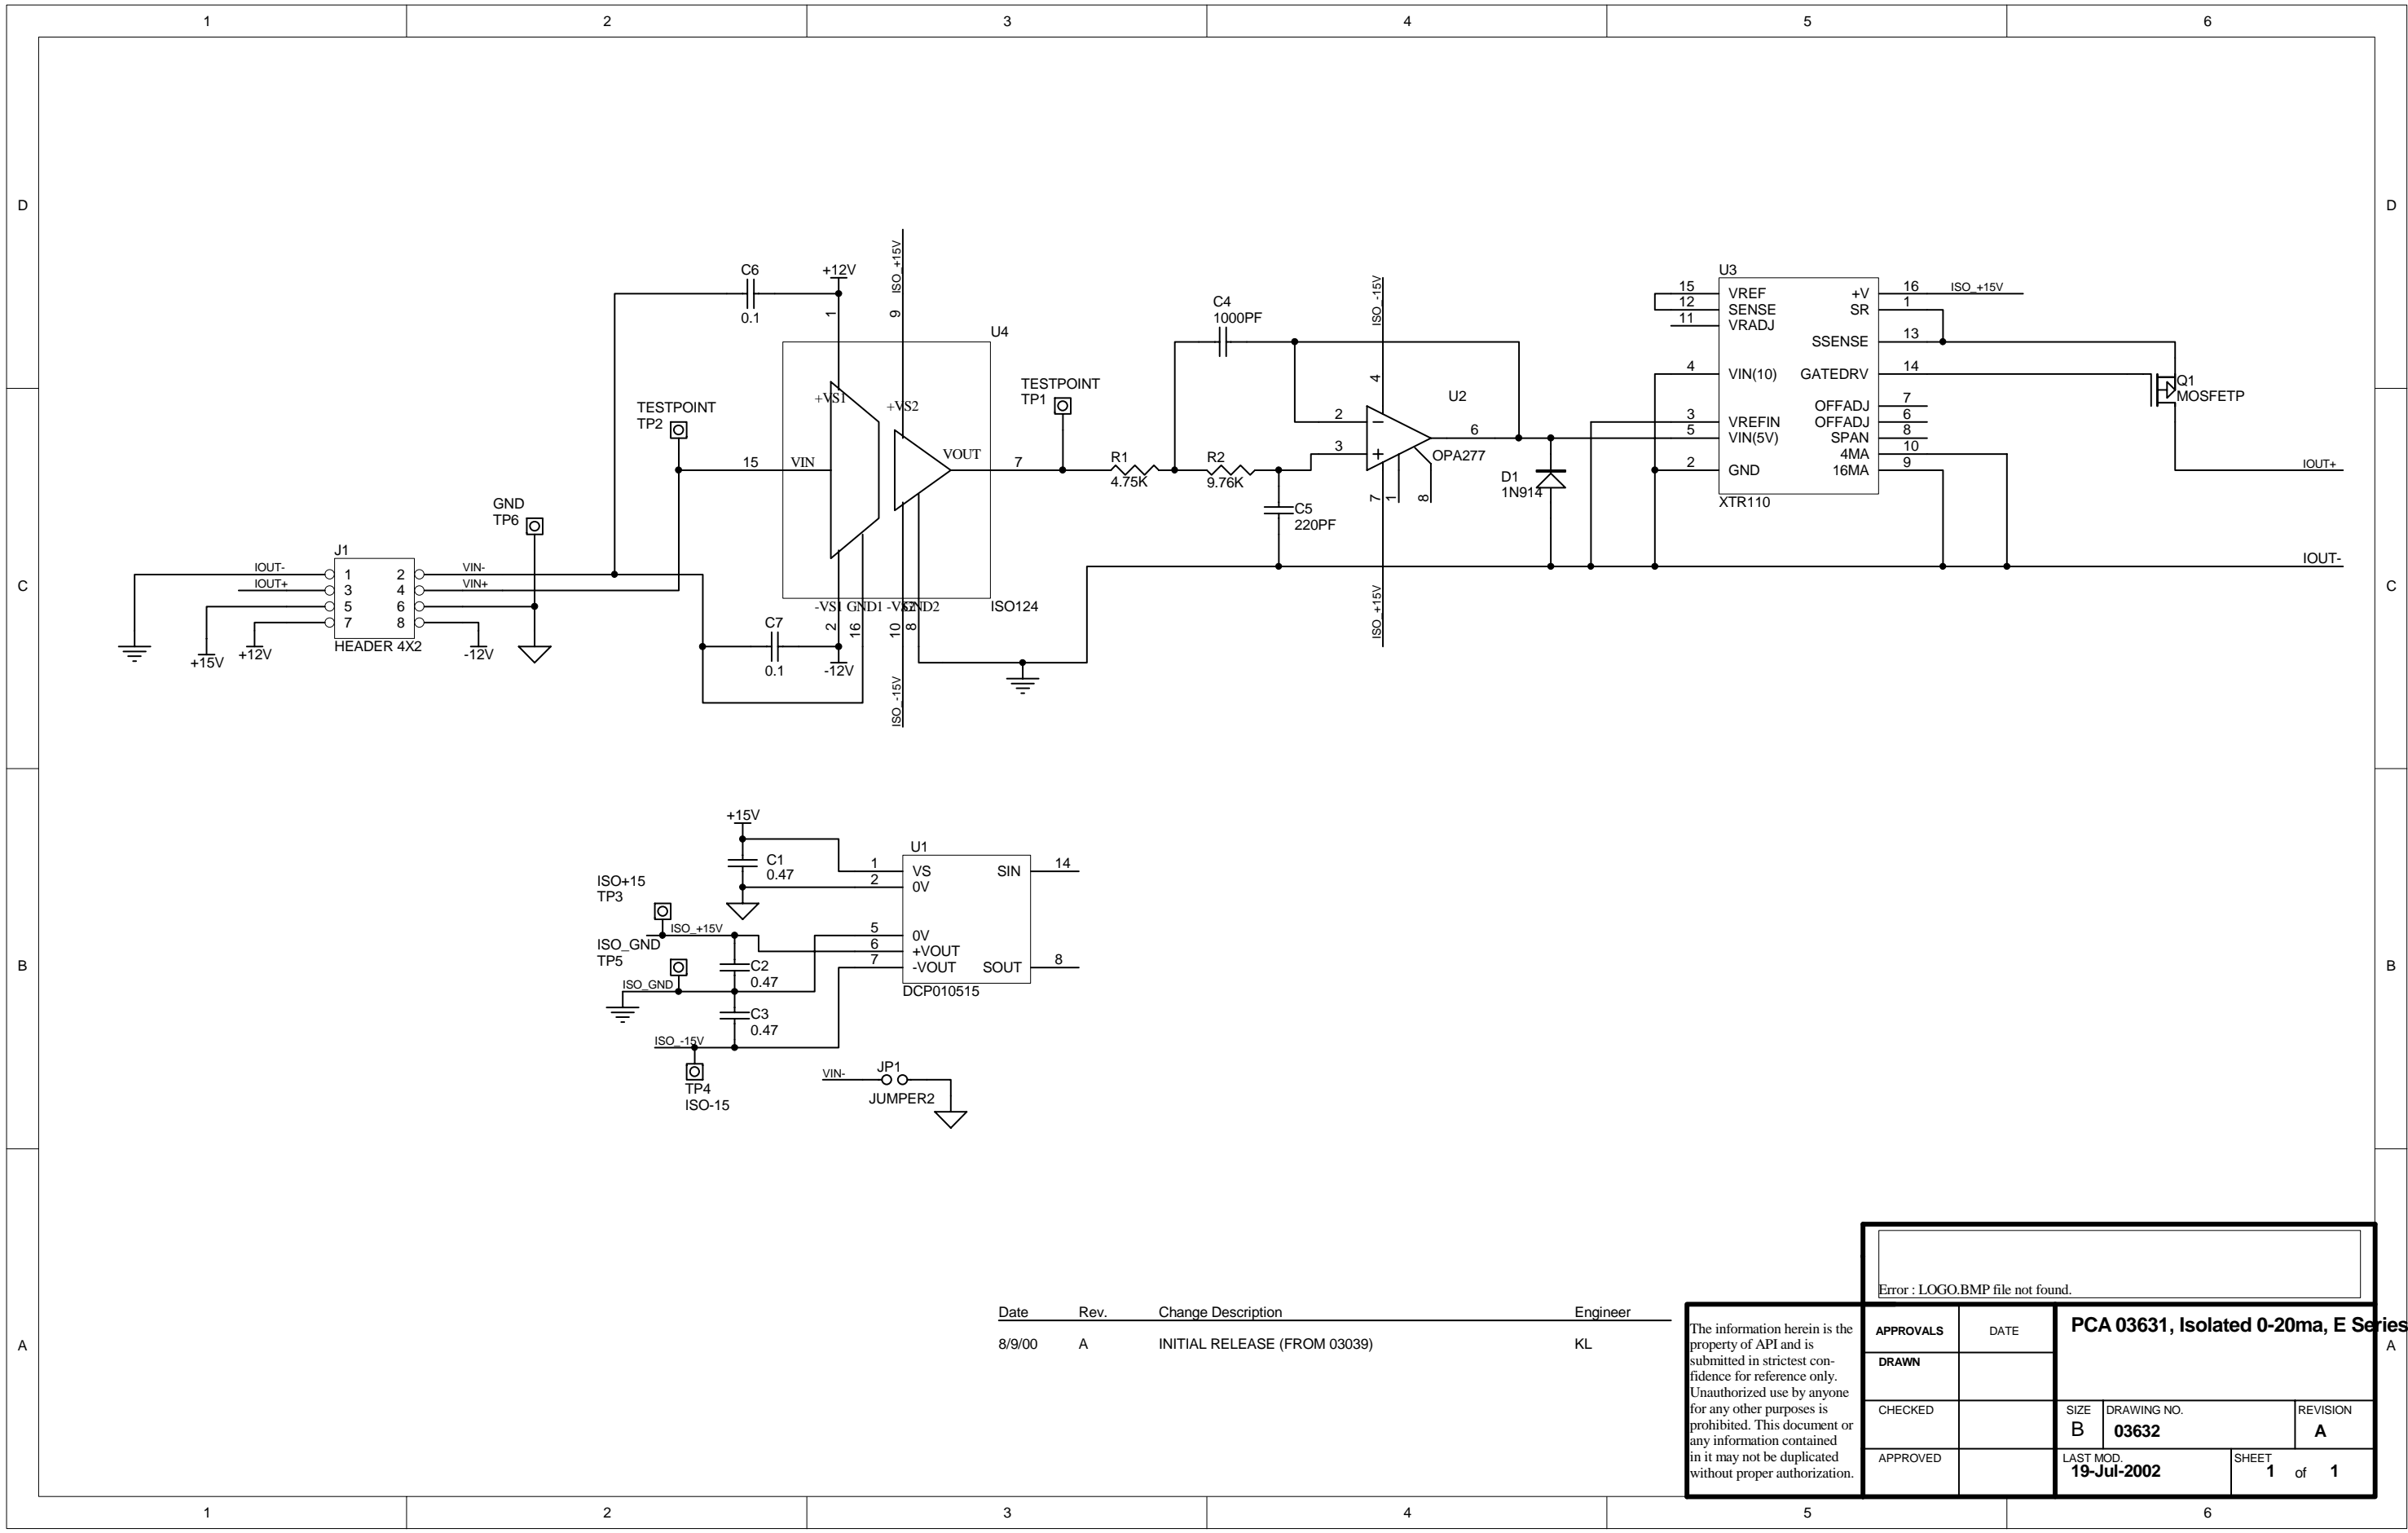 1 2 3 4 5 6
D D
C C
B B
A A
C6
0.1
+12V
1
ISO_+15V
9
U4
+VS1
+VS2
VIN
VOUT
15
7
TESTPOINT
TP2
TESTPOINT
TP1
-VS1 GND1 GND2
ISO124
2
16
10
8
C7
0.1
-12V
ISO_-15V
GND
TP6
J1
IOUT- 1 2 VIN-
IOUT+ 3 4 VIN+
5 6
7 8
HEADER 4X2
+15V
+12V
-12V
C4
1000PF
R1
4.75K
R2
9.76K
C5
220PF
ISO_-15V
4
2
3
6
U2
OPA277
7
1
8
ISO_+15V
D1
1N914
U3
15 VREF +V 16 ISO_+15V
12 SENSE SR 1
11 VRADJ
SSENSE 13
4 VIN(10) GATEDRV 14
OFFADJ 7
3 VREFIN OFFADJ 6
5 VIN(5V) SPAN 8
4MA 10
2 GND 16MA 9
XTR110
Q1
MOSFETP
IOUT+
IOUT-
+15V
C1
0.47
U1
1 VS SIN 14
2 0V
5 0V
6 +VOUT
7 -VOUT SOUT 8
DCP010515
ISO+15
TP3
ISO_+15V
ISO_GND
TP5
ISO_GND
C2
0.47
C3
0.47
ISO_-15V
TP4
ISO-15
VIN-
JP1
JUMPER2
Date Rev. Change Description Engineer
8/9/00 A INITIAL RELEASE (FROM 03039) KL
The information herein is the
property of API and is
submitted in strictest con-
fidence for reference only.
Unauthorized use by anyone
for any other purposes is
prohibited. This document or
any information contained
in it may not be duplicated
without proper authorization.
Error : LOGO.BMP file not found.
APPROVALS DATE
DRAWN
CHECKED
APPROVED
PCA 03631, Isolated 0-20ma, E Series
SIZE
B
DRAWING NO.
03632
REVISION
A
LAST MOD.
19-Jul-2002
SHEET
1 of 1
1 2 3 4 5 6